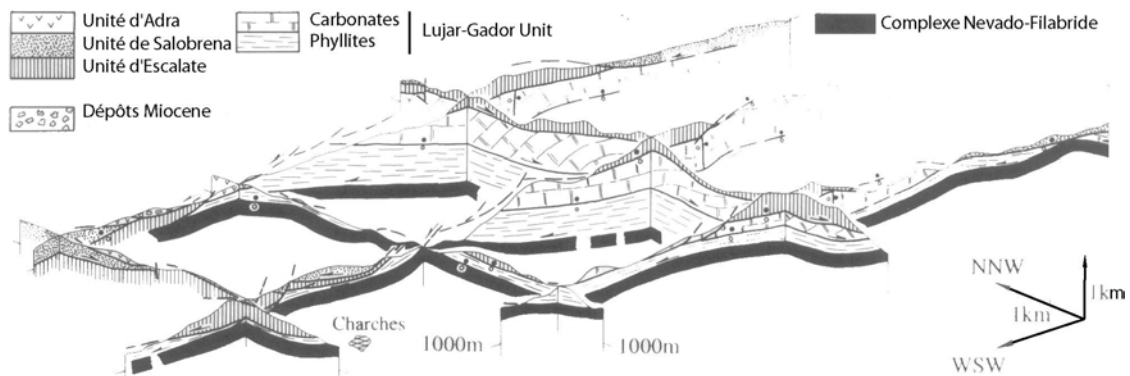 Unité d'Adra
Unité de Salobrena
Unité d'Escalate
Dépôts Miocene
Carbonates
Phyllites
Lujar-Gador Unit
Complexe Nevado-Filabride
Charches
1000m
1000m
NNW
1km
1km
WSW